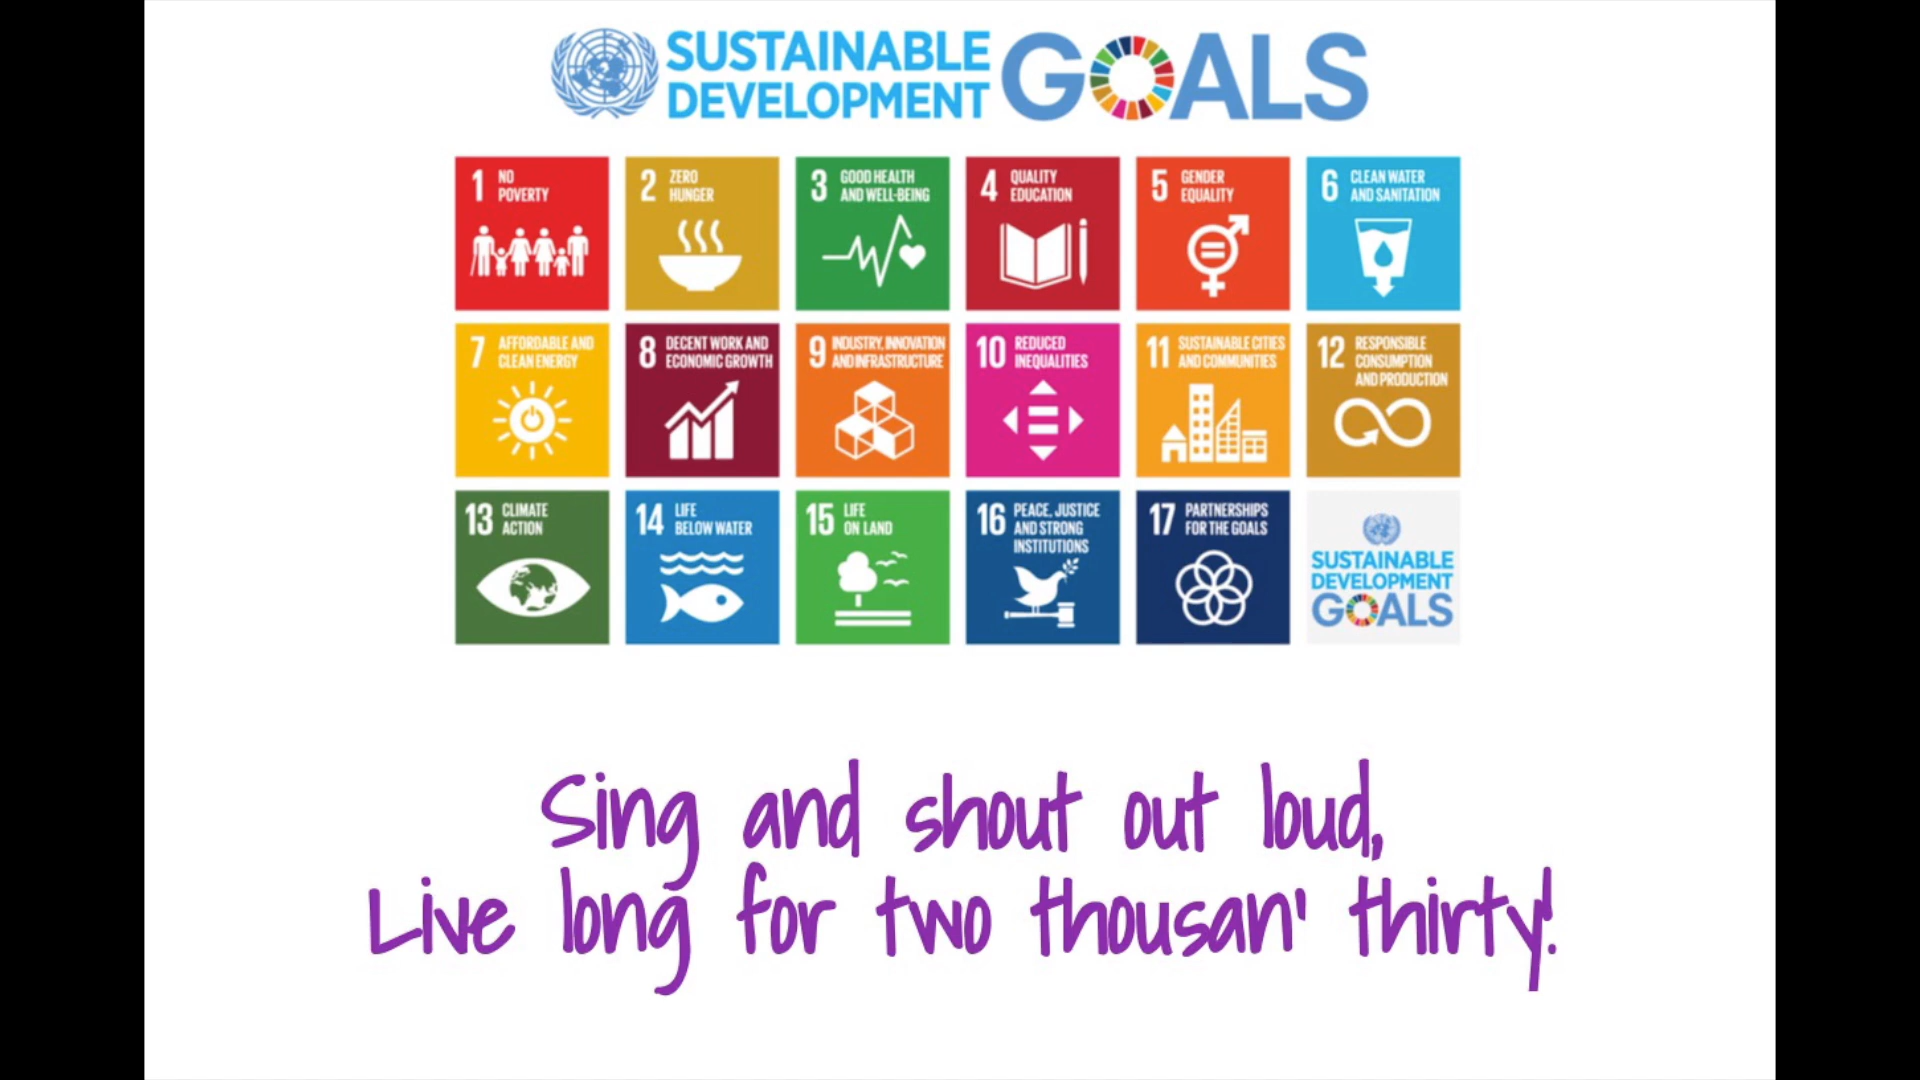 SUSTAINABLE
DEVELOPMENT
GOALS
1 NO
POVERTY
2 ZERO
HUNGER
3 GOOD HEALTH
AND WELL-BEING
4 QUALITY
EDUCATION
5 GENDER
EQUALITY
6 CLEAN WATER
AND SANITATION
7 AFFORDABLE AND
CLEAN ENERGY
8 DECENT WORK AND
ECONOMIC GROWTH
9 INDUSTRY, INNOVATION
AND INFRASTRUCTURE
10 REDUCED
INEQUALITIES
11 SUSTAINABLE CITIES
AND COMMUNITIES
12 RESPONSIBLE
CONSUMPTION
AND PRODUCTION
13 CLIMATE
ACTION
14 LIFE
BELOW WATER
15 LIFE
ON LAND
16 PEACE, JUSTICE
AND STRONG
INSTITUTIONS
17 PARTNERSHIPS
FOR THE GOALS
SUSTAINABLE
DEVELOPMENT
GOALS
Sing and shout out loud,
Live long for two thousan' thirty!